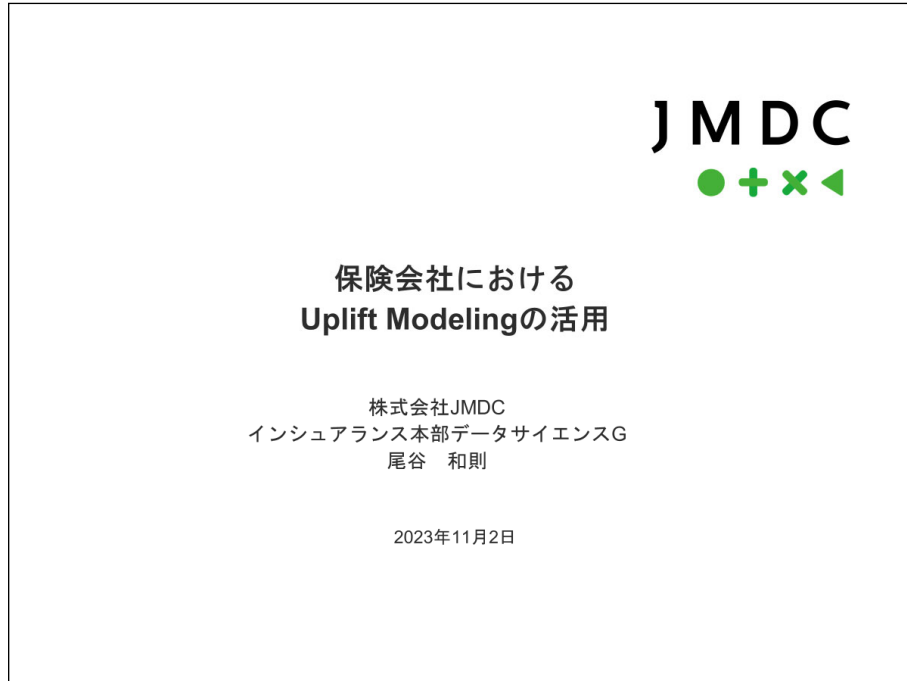 JMDC
保険会社における
Uplift Modelingの活用
株式会社JMDC
インシュアランス本部データサイエンスG
尾谷　和則
2023年11月2日